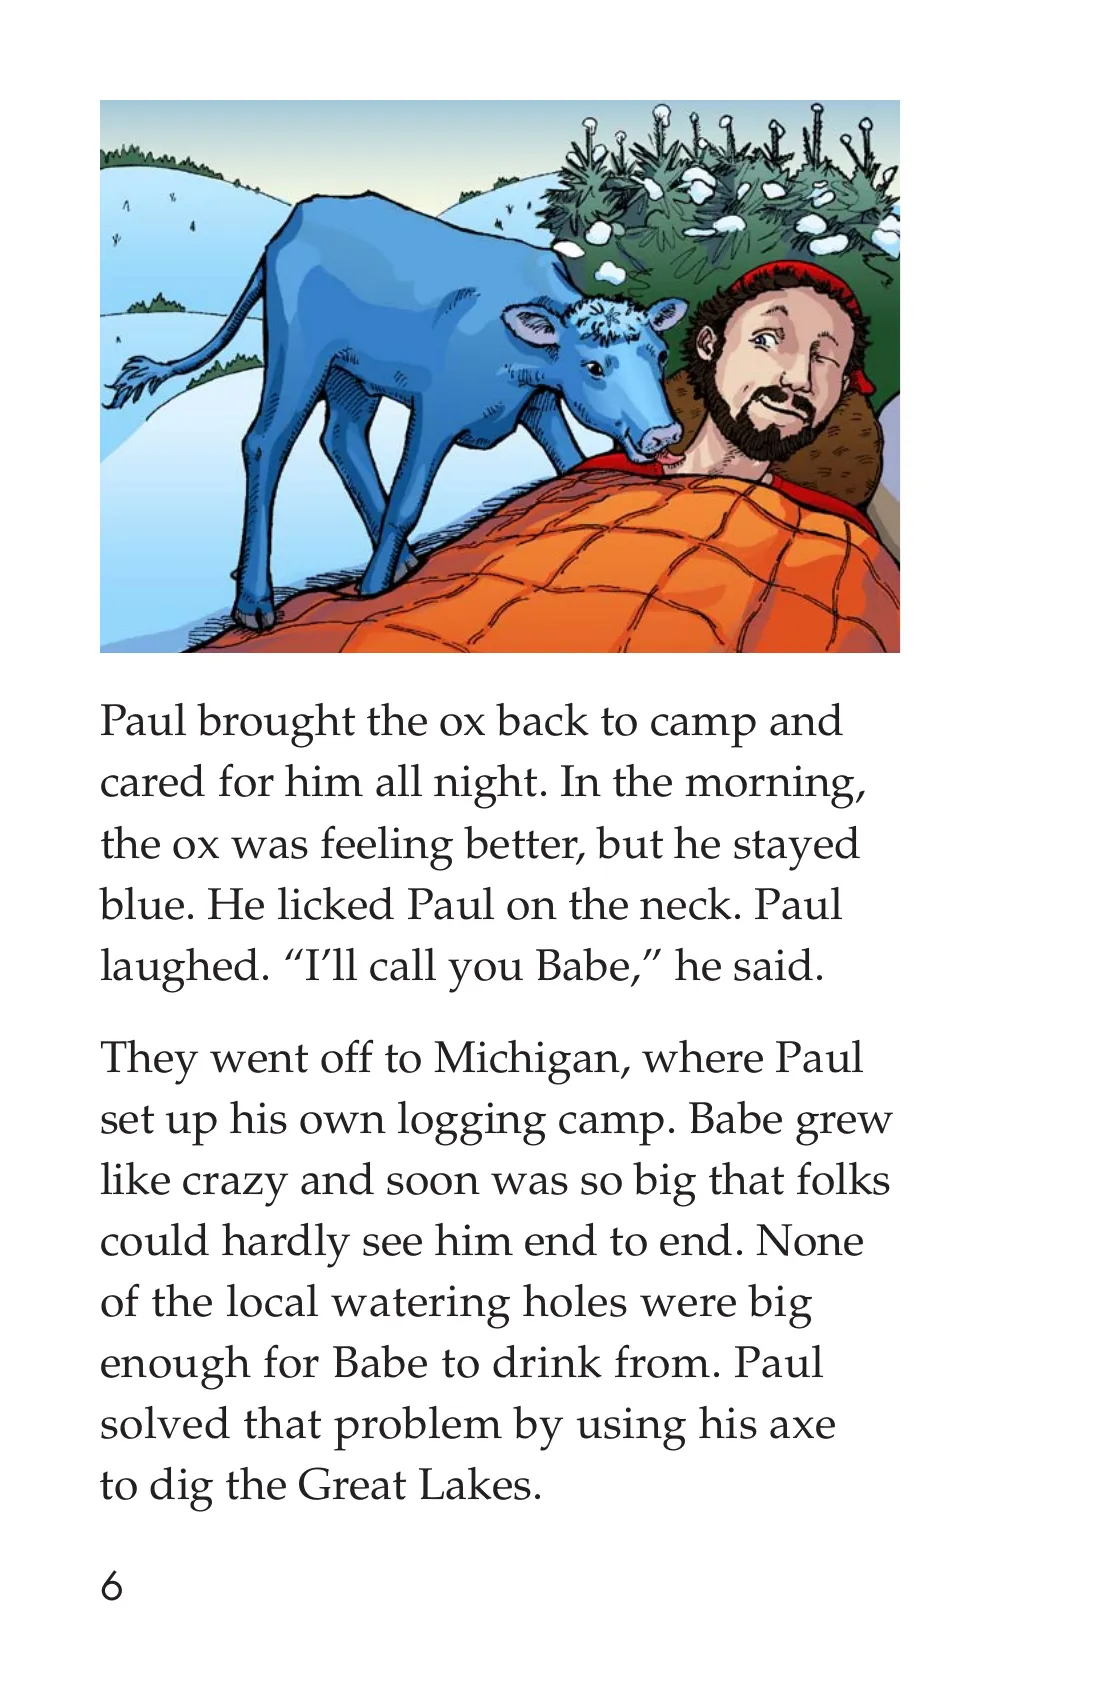 Paul brought the ox back to camp and
cared for him all night. In the morning,
the ox was feeling better, but he stayed
blue. He licked Paul on the neck. Paul
laughed. “I’ll call you Babe,” he said.
They went off to Michigan, where Paul
set up his own logging camp. Babe grew
like crazy and soon was so big that folks
could hardly see him end to end. None
of the local watering holes were big
enough for Babe to drink from. Paul
solved that problem by using his axe
to dig the Great Lakes.
6